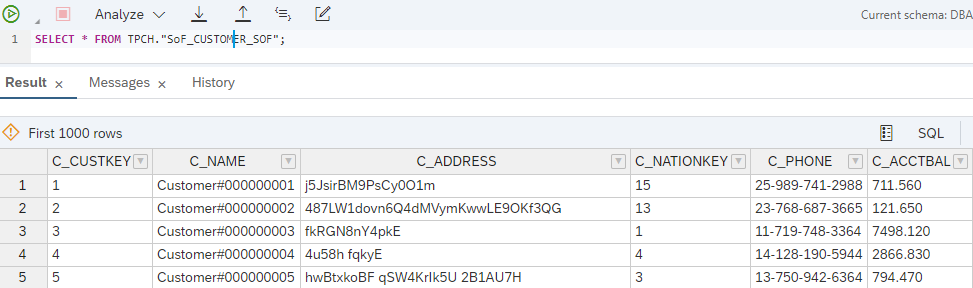 Analyze
Current schema: DBA
1 SELECT * FROM TPCH."SoF_CUSTOMER_SOF";
Result × Messages × History
First 1000 rows SQL
C_CUSTKEY C_NAME C_ADDRESS C_NATIONKEY C_PHONE C_ACCTBAL
1 1 Customer#000000001 j5JsirBM9PsCy0O1m 15 25-989-741-2988 711.560
2 2 Customer#000000002 487LW1dovn6Q4dMVymKwwLE9OKf3QG 13 23-768-687-3665 121.650
3 3 Customer#000000003 fkRGN8nY4pkE 1 11-719-748-3364 7498.120
4 4 Customer#000000004 4u58h fqkyE 4 14-128-190-5944 2866.830
5 5 Customer#000000005 hwBtxkoBF qSW4KrIk5U 2B1AU7H 3 13-750-942-6364 794.470